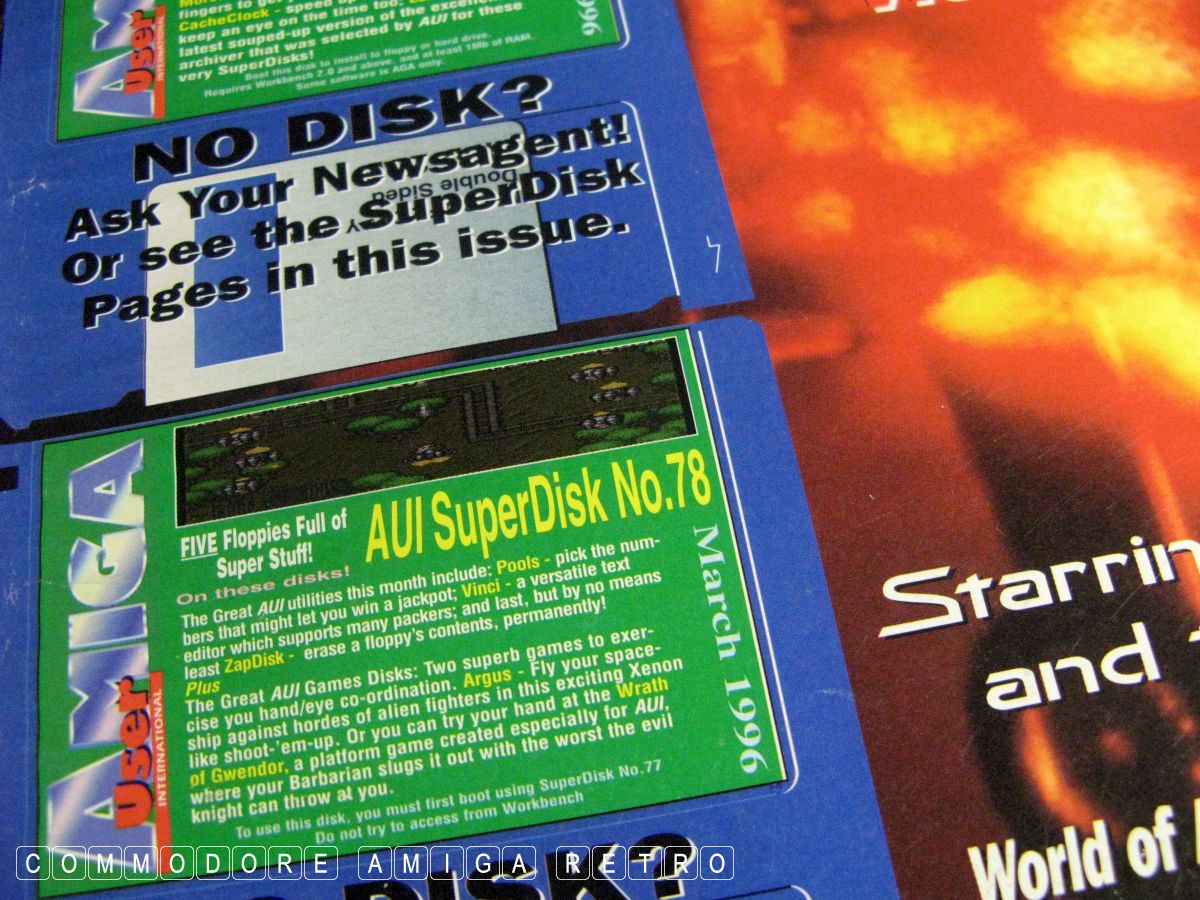 fingers to get
CacheClock - speed up
keep an eye on the time too.
latest souped-up version of the excellent
archiver that was selected by AUI for these
very SuperDisks!
Boot this disk to install to floppy or hard drive.
Requires Workbench 2.0 and above, and at least 1Mb of RAM.
Some software is AGA only.
AM
User
INTERNATIONAL
996
NO DISK?
Ask Your Newsagent!
Or see the SuperDisk
Pages in this issue.
Double Sided
AMIGA
User
INTERNATIONAL
FIVE Floppies Full of
Super Stuff!
AUI SuperDisk No.78
On these disks!
The Great AUI utilities this month include: Pools - pick the num-
bers that might let you win a jackpot; Vinci - a versatile text
editor which supports many packers; and last, but by no means
least ZapDisk - erase a floppy's contents, permanently!
Plus
The Great AUI Games Disks: Two superb games to exer-
cise you hand/eye co-ordination. Argus - Fly your space-
ship against hordes of alien fighters in this exciting Xenon
like shoot-'em-up. Or you can try your hand at the Wrath
of Gwendor, a platform game created especially for AUI,
where your Barbarian slugs it out with the worst the evil
knight can throw at you.
To use this disk, you must first boot using SuperDisk No.77
Do not try to access from Workbench
March 1996
DISK?
Starrin
and
World of
COMMODORE AMIGA RETRO